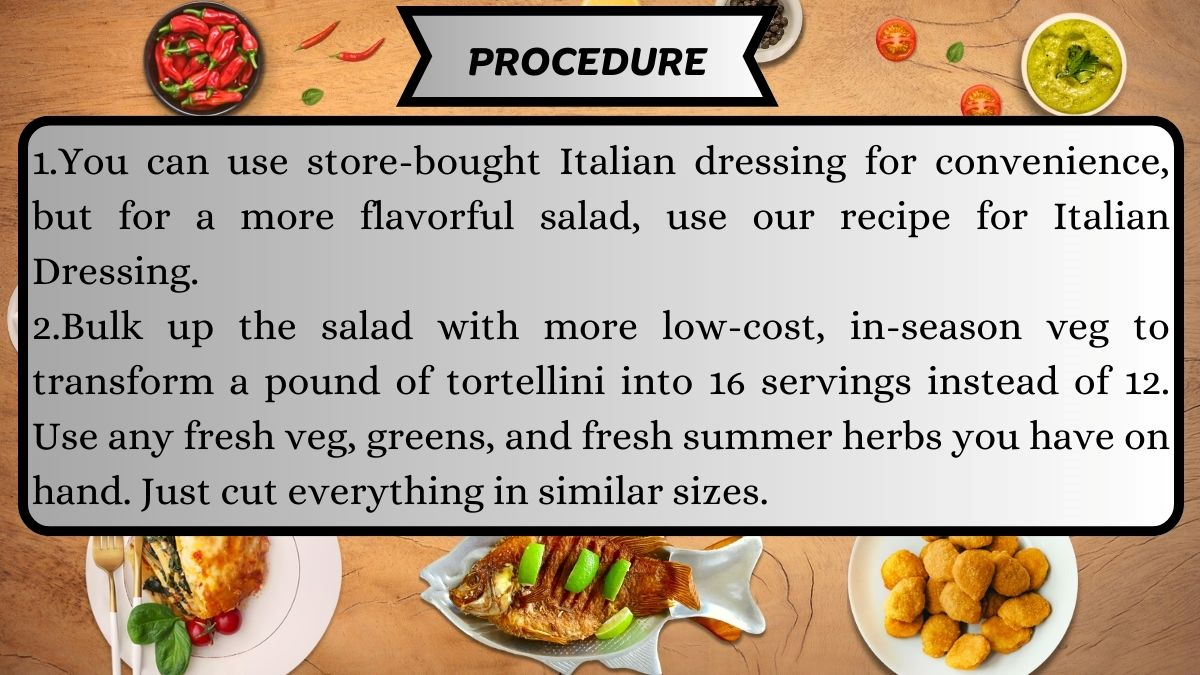 PROCEDURE
1.You can use store-bought Italian dressing for convenience,
but for a more flavorful salad, use our recipe for Italian
Dressing.
2.Bulk up the salad with more low-cost, in-season veg to
transform a pound of tortellini into 16 servings instead of 12.
Use any fresh veg, greens, and fresh summer herbs you have on
hand. Just cut everything in similar sizes.